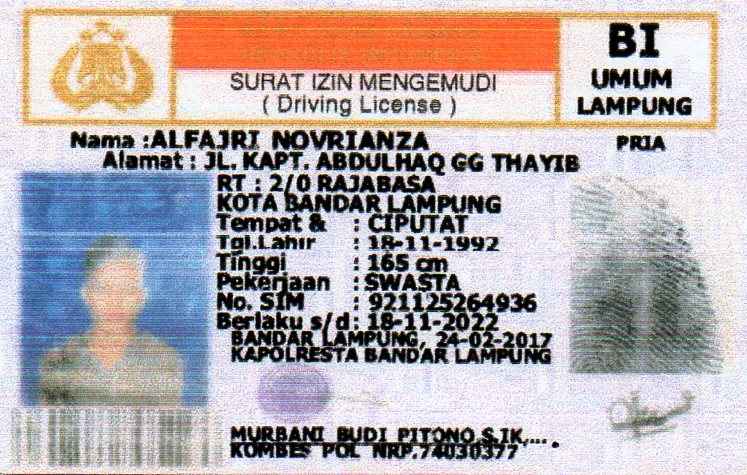 BI
UMUM
LAMPUNG
SURAT IZIN MENGEMUDI
( Driving License )
Nama :ALFAJRI NOVRIANZA PRIA
Alamat : JL. KAPT. ABDULHAQ GG THAYIB
RT : 2/0 RAJABASA
KOTA BANDAR LAMPUNG
Tempat & : CIPUTAT
Tgl.Lahir : 18-11-1992
Tinggi : 165 cm
Pekerjaan : SWASTA
No. SIM : 921125264936
Berlaku s/d : 18-11-2022
BANDAR LAMPUNG, 24-02-2017
KAPOLRESTA BANDAR LAMPUNG
MURBANI BUDI PITONO,S.IK,....
KOMBES POL NRP.74030377